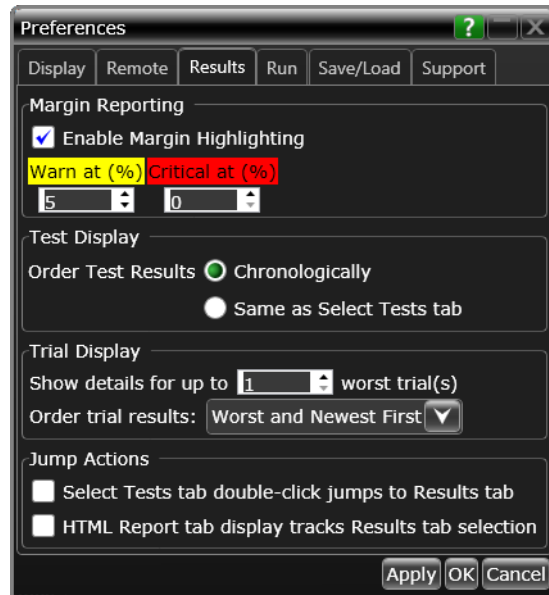 Preferences ?
Display Remote Results Run Save/Load Support
Margin Reporting
Enable Margin Highlighting
Warn at (%) Critical at (%)
5 0
Test Display
Order Test Results Chronologically
Same as Select Tests tab
Trial Display
Show details for up to 1 worst trial(s)
Order trial results: Worst and Newest First
Jump Actions
Select Tests tab double-click jumps to Results tab
HTML Report tab display tracks Results tab selection
Apply OK Cancel